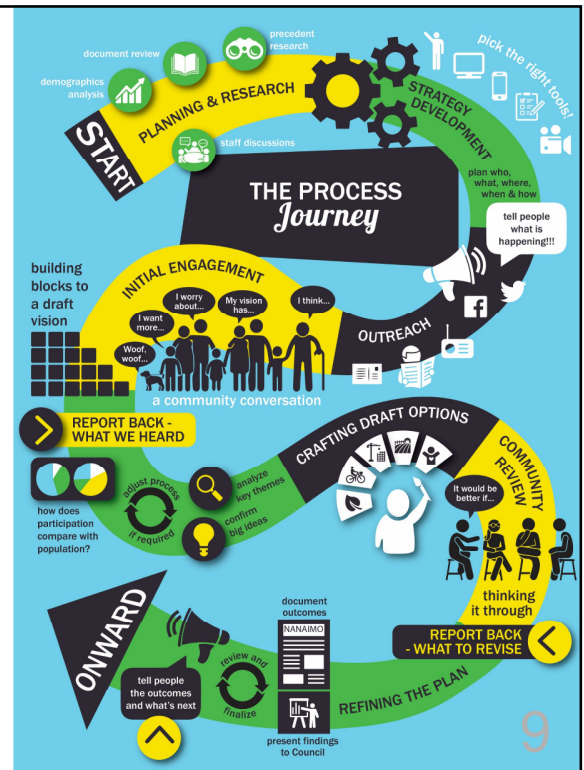 START
PLANNING & RESEARCH
demographics
analysis
document review
precedent
research
staff discussions
STRATEGY
DEVELOPMENT
pick the right tools!
plan who,
what, where,
when & how
THE PROCESS
Journey
tell people
what is
happening!!!
OUTREACH
INITIAL ENGAGEMENT
building
blocks to
a draft
vision
Woof,
woof...
I want
more...
I worry
about...
My vision
has...
I think...
a community conversation
REPORT BACK -
WHAT WE HEARD
how does
participation
compare with
population?
adjust process
if required
analyze
key themes
confirm
big ideas
CRAFTING DRAFT OPTIONS
COMMUNITY
REVIEW
It would be
better if...
thinking
it through
REPORT BACK
- WHAT TO REVISE
REFINING THE PLAN
document
outcomes
NANAIMO
present findings
to Council
review and
finalize
tell people
the outcomes
and what's next
ONWARD
9